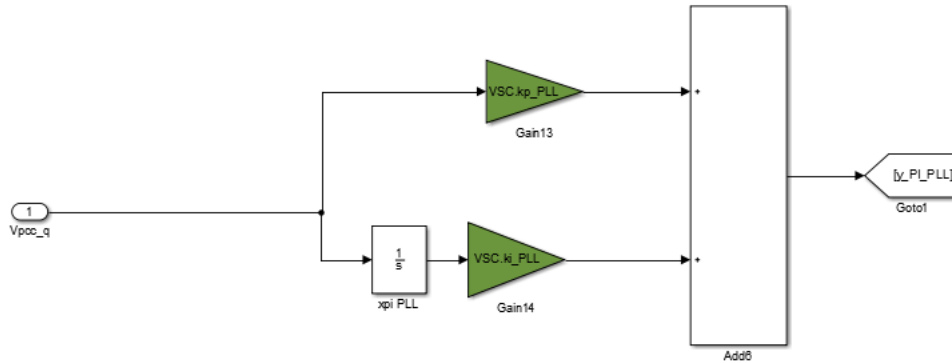 VSC.kp_PLL
+
Gain13
[y_PI_PLL]
1
Goto1
Vpcc_q
1
s
VSC.ki_PLL
+
xpi PLL
Gain14
Add6